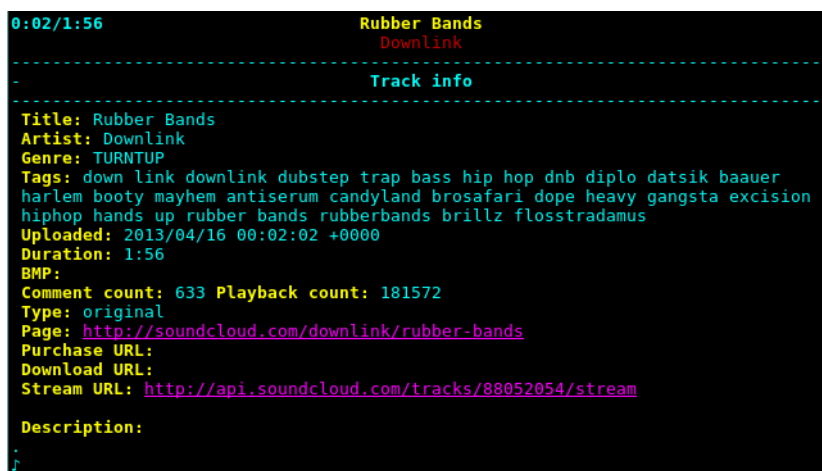 0:02/1:56 Rubber Bands
Downlink
--------------------------------------------------------------------------------
- Track info
--------------------------------------------------------------------------------
Title: Rubber Bands
Artist: Downlink
Genre: TURNTUP
Tags: down link downlink dubstep trap bass hip hop dnb diplo datsik baauer
harlem booty mayhem antiserum candyland brosafari dope heavy gangsta excision
hiphop hands up rubber bands rubberbands brillz flosstradamus
Uploaded: 2013/04/16 00:02:02 +0000
Duration: 1:56
BMP:
Comment count: 633 Playback count: 181572
Type: original
Page: http://soundcloud.com/downlink/rubber-bands
Purchase URL:
Download URL:
Stream URL: http://api.soundcloud.com/tracks/88052054/stream
Description:
.
♪